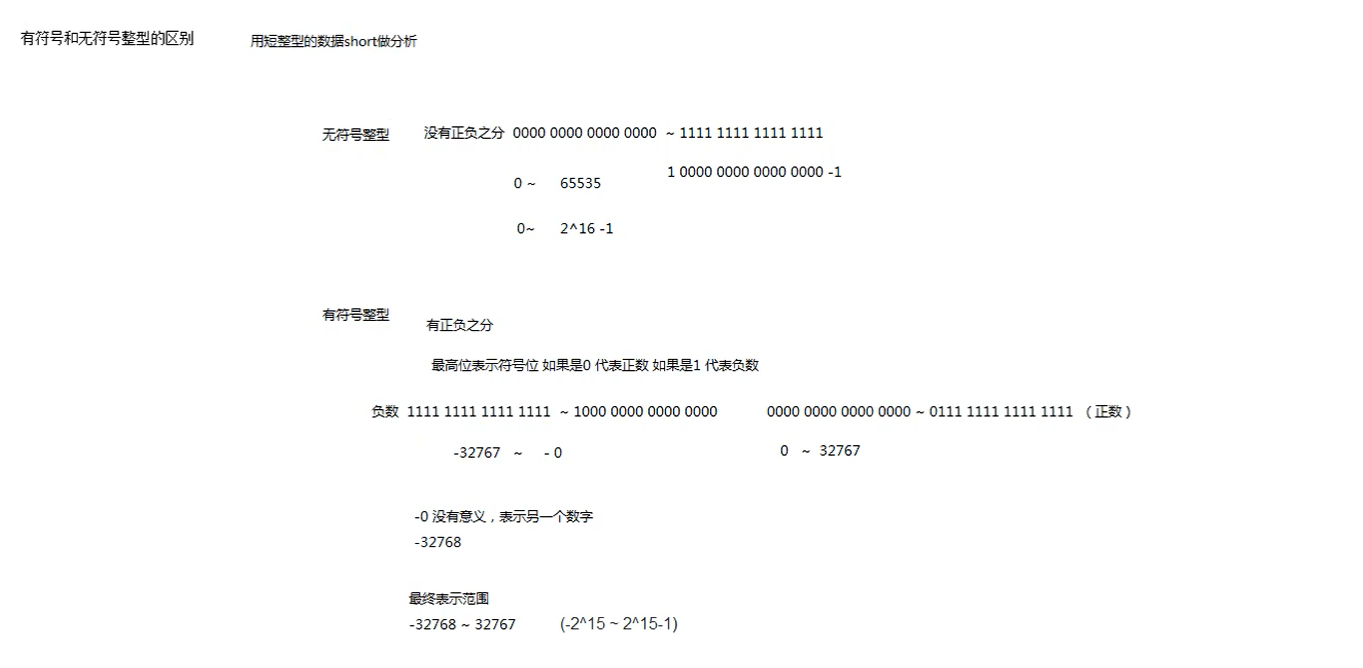 有符号和无符号整型的区别 用短整型的数据short做分析
无符号整型 没有正负之分 0000 0000 0000 0000 ~ 1111 1111 1111 1111
1 0000 0000 0000 0000 -1
0 ~ 65535
0~ 2^16 -1
有符号整型
有正负之分
最高位表示符号位 如果是0 代表正数 如果是1 代表负数
负数 1111 1111 1111 1111 ~ 1000 0000 0000 0000 0000 0000 0000 0000 ~ 0111 1111 1111 1111 （正数）
-32767 ~ - 0 0 ~ 32767
-0 没有意义，表示另一个数字
-32768
最终表示范围
-32768 ~ 32767 (-2^15 ~ 2^15-1)